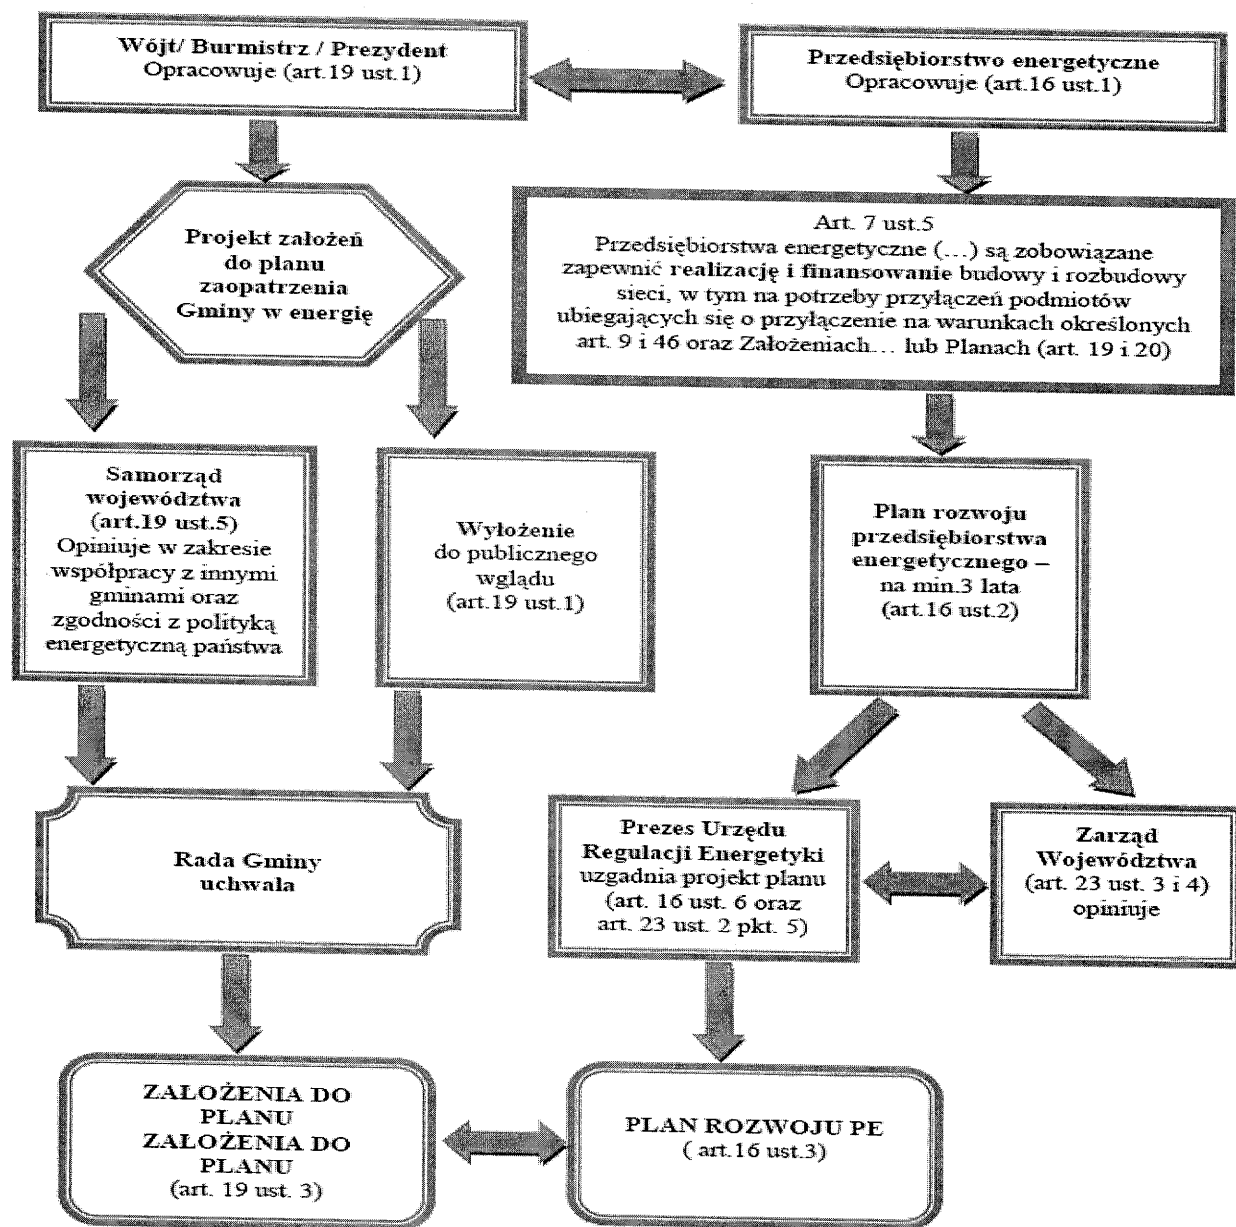 Wójt/ Burmistrz / Prezydent
Opracowuje (art.19 ust.1)
Przedsiębiorstwo energetyczne
Opracowuje (art.16 ust.1)
Projekt założeń
do planu
zaopatrzenia
Gminy w energię
Art. 7 ust.5
Przedsiębiorstwa energetyczne (…) są zobowiązane
zapewnić realizację i finansowanie budowy i rozbudowy
sieci, w tym na potrzeby przyłączeń podmiotów
ubiegających się o przyłączenie na warunkach określonych
art. 9 i 46 oraz Założeniach… lub Planach (art. 19 i 20)
Samorząd
województwa
(art.19 ust.5)
Opiniuje w zakresie
współpracy z innymi
gminami oraz
zgodności z polityką
energetyczną państwa
Wyłożenie
do publicznego
wglądu
(art.19 ust.1)
Plan rozwoju
przedsiębiorstwa
energetycznego –
na min.3 lata
(art.16 ust.2)
Rada Gminy
uchwala
Prezes Urzędu
Regulacji Energetyki
uzgadnia projekt planu
(art. 16 ust. 6 oraz
art. 23 ust. 2 pkt. 5)
Zarząd
Województwa
(art. 23 ust. 3 i 4)
opiniuje
ZAŁOŻENIA DO
PLANU
ZAŁOŻENIA DO
PLANU
(art. 19 ust. 3)
PLAN ROZWOJU PE
( art.16 ust.3)